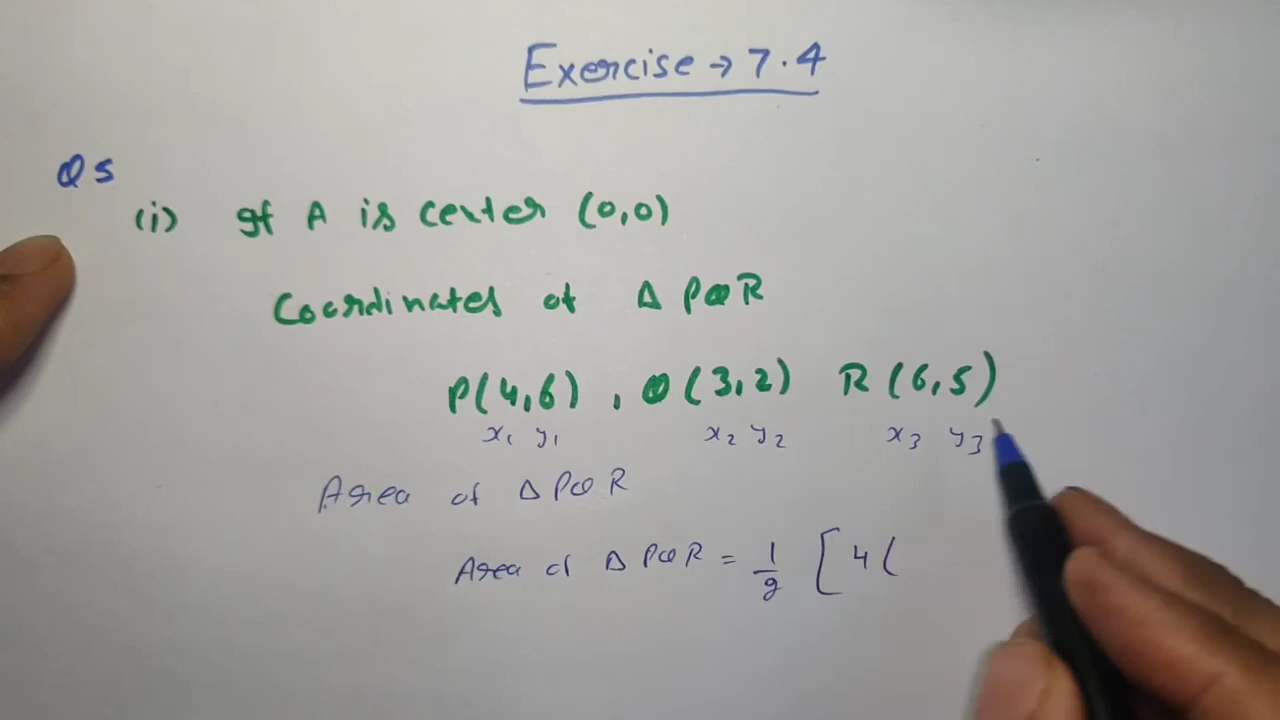 Exercise → 7.4
Q5
(i) If A is center (0,0)
Coordinates of Δ PQR
P(4,6) , Q(3,2) R(6,5)
x₁ y₁ x₂ y₂ x₃ y₃
Area of Δ PQR
Area of Δ PQR = 1/2 [ 4(